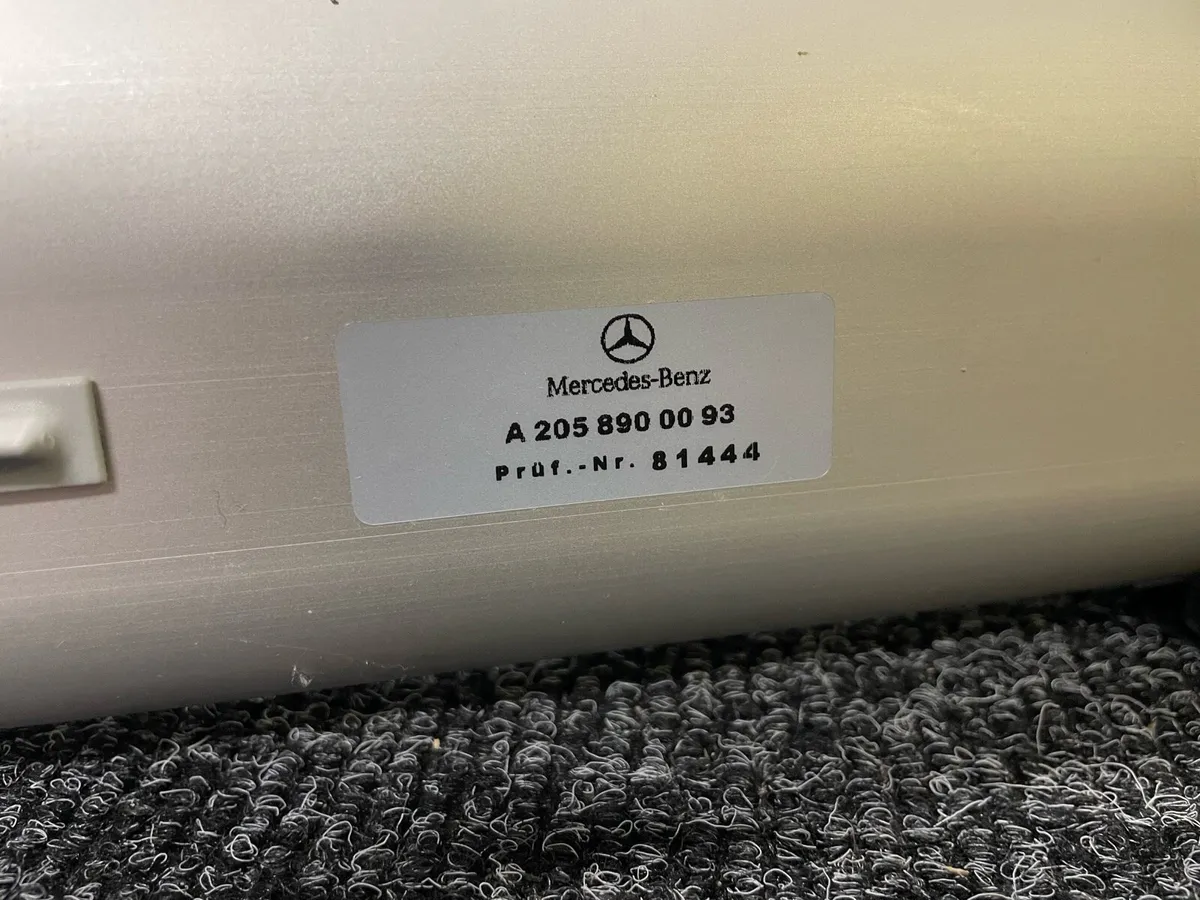 Mercedes-Benz
A 205 890 00 93
Prüf.-Nr. 81444